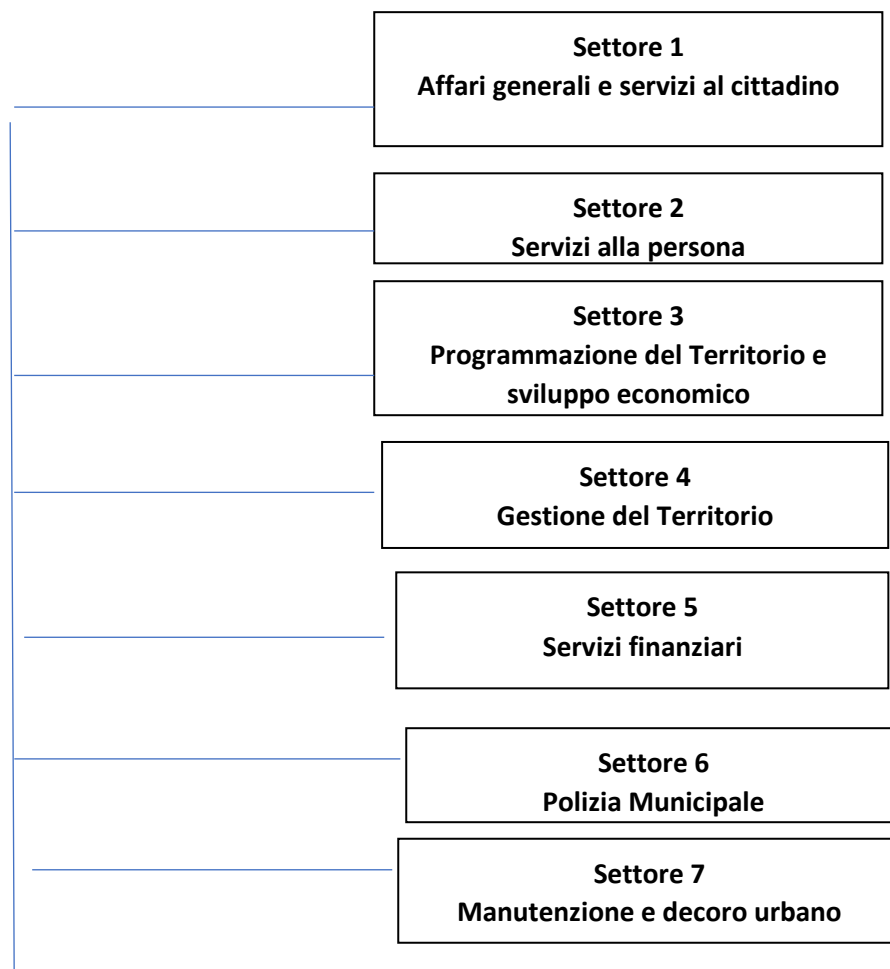 Settore 1
Affari generali e servizi al cittadino
Settore 2
Servizi alla persona
Settore 3
Programmazione del Territorio e
sviluppo economico
Settore 4
Gestione del Territorio
Settore 5
Servizi finanziari
Settore 6
Polizia Municipale
Settore 7
Manutenzione e decoro urbano